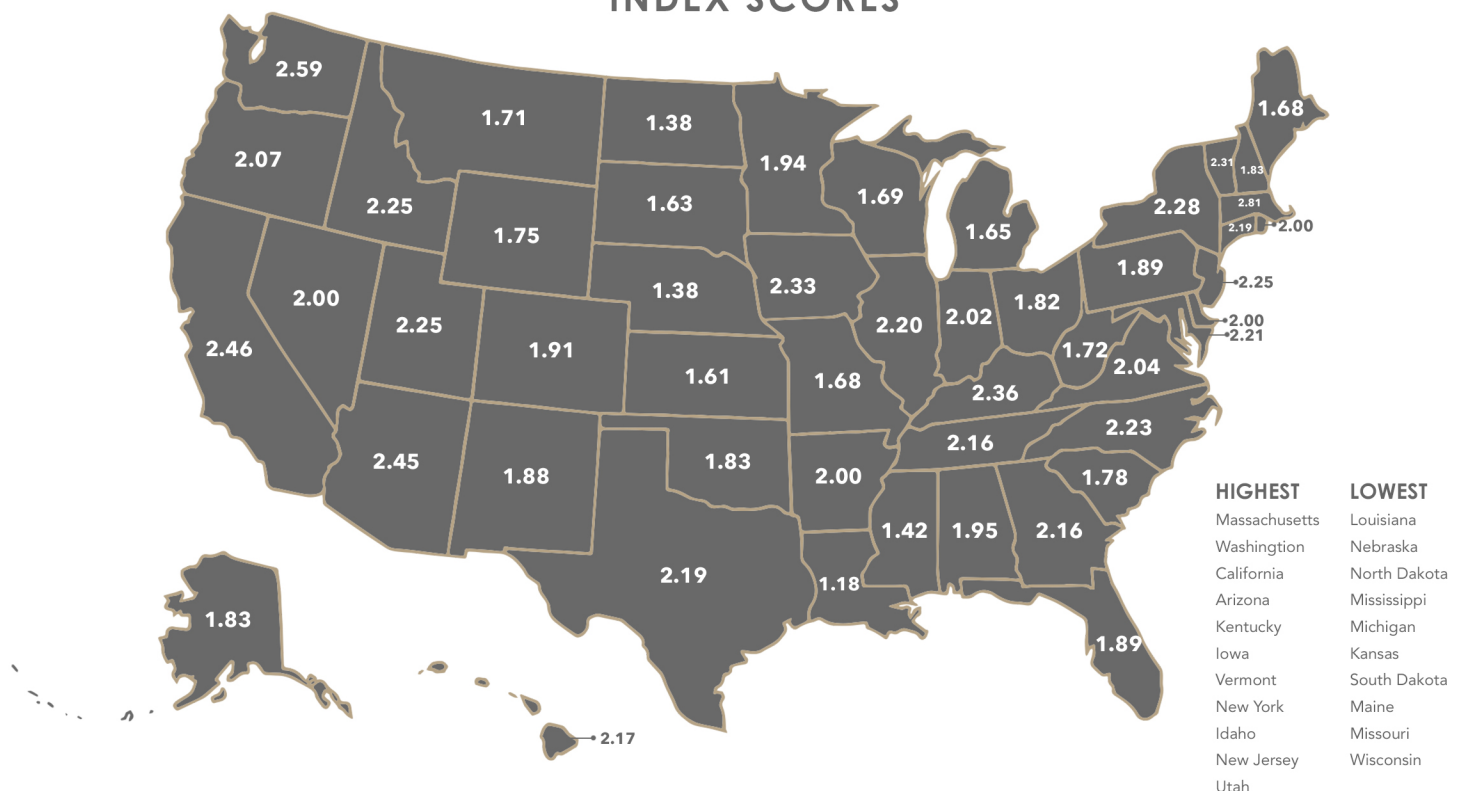 INDEX SCORES
2.59
1.71
1.38
1.94
1.68
2.07
2.31
1.83
2.25
1.75
1.63
1.69
1.65
2.28
2.81
2.19
2.00
2.00
2.25
1.38
2.33
1.89
2.25
2.46
1.91
1.61
1.68
2.20
2.02
1.82
1.72
2.04
2.00
2.21
2.36
2.45
1.88
1.83
2.00
2.16
2.23
1.78
1.42
1.95
2.16
2.19
1.18
1.89
1.83
2.17
HIGHEST
Massachusetts
Washingtion
California
Arizona
Kentucky
Iowa
Vermont
New York
Idaho
New Jersey
Utah
LOWEST
Louisiana
Nebraska
North Dakota
Mississippi
Michigan
Kansas
South Dakota
Maine
Missouri
Wisconsin